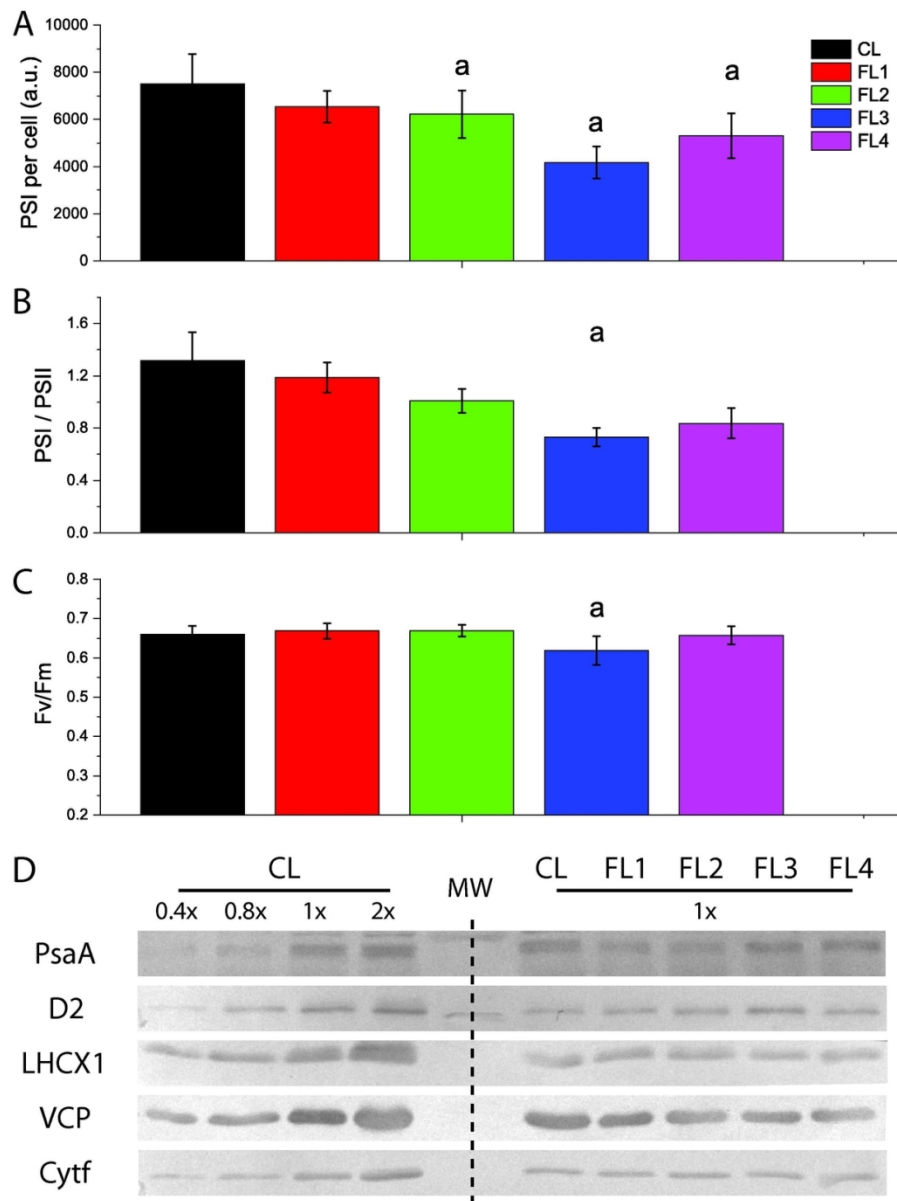 A
10000
8000
6000
4000
2000
0
PSI per cell (a.u.)
a
a
a
CL
FL1
FL2
FL3
FL4
B
1.6
1.2
0.8
0.4
0.0
PSI / PSII
a
C
0.8
0.7
0.6
0.5
0.4
0.3
0.2
Fv/Fm
a
D
CL
MW
CL FL1 FL2 FL3 FL4
0.4x 0.8x 1x 2x
1x
PsaA
D2
LHCX1
VCP
Cytf